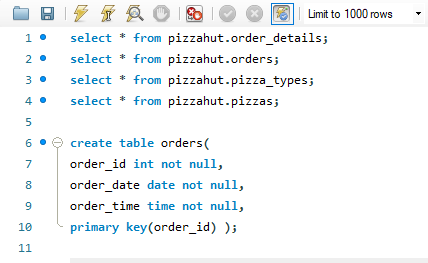 Limit to 1000 rows
1 select * from pizzahut.order_details;
2 select * from pizzahut.orders;
3 select * from pizzahut.pizza_types;
4 select * from pizzahut.pizzas;
5
6 create table orders(
7 order_id int not null,
8 order_date date not null,
9 order_time time not null,
10 primary key(order_id) );
11